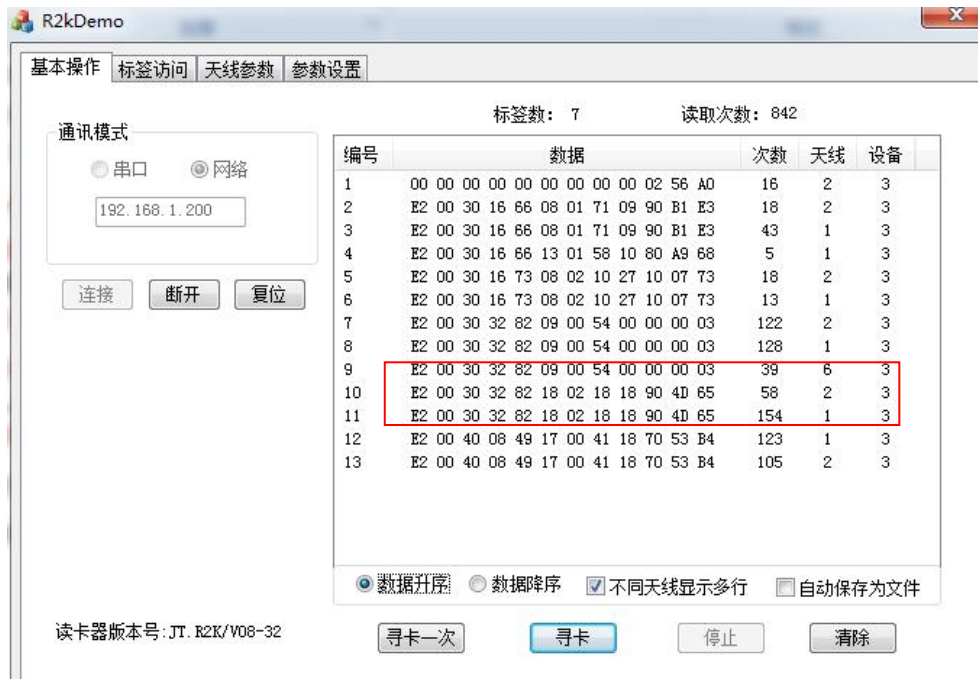 R2kDemo
基本操作 标签访问 天线参数 参数设置
标签数: 7 读取次数: 842
通讯模式
串口 网络
192.168.1.200
连接 断开 复位
编号 数据 次数 天线 设备
1 00 00 00 00 00 00 00 00 00 02 56 A0 16 2 3
2 E2 00 30 16 66 08 01 71 09 90 B1 E3 18 2 3
3 E2 00 30 16 66 08 01 71 09 90 B1 E3 43 1 3
4 E2 00 30 16 66 13 01 58 10 80 A9 68 5 1 3
5 E2 00 30 16 73 08 02 10 27 10 07 73 18 2 3
6 E2 00 30 16 73 08 02 10 27 10 07 73 13 1 3
7 E2 00 30 32 82 09 00 54 00 00 00 03 122 2 3
8 E2 00 30 32 82 09 00 54 00 00 00 03 128 1 3
9 E2 00 30 32 82 09 00 54 00 00 00 03 39 6 3
10 E2 00 30 32 82 18 02 18 18 90 4D 65 58 2 3
11 E2 00 30 32 82 18 02 18 18 90 4D 65 154 1 3
12 E2 00 40 08 49 17 00 41 18 70 53 B4 123 1 3
13 E2 00 40 08 49 17 00 41 18 70 53 B4 105 2 3
数据升序 数据降序 不同天线显示多行 自动保存为文件
读卡器版本号:JT.R2K/V08-32
寻卡一次 寻卡 停止 清除